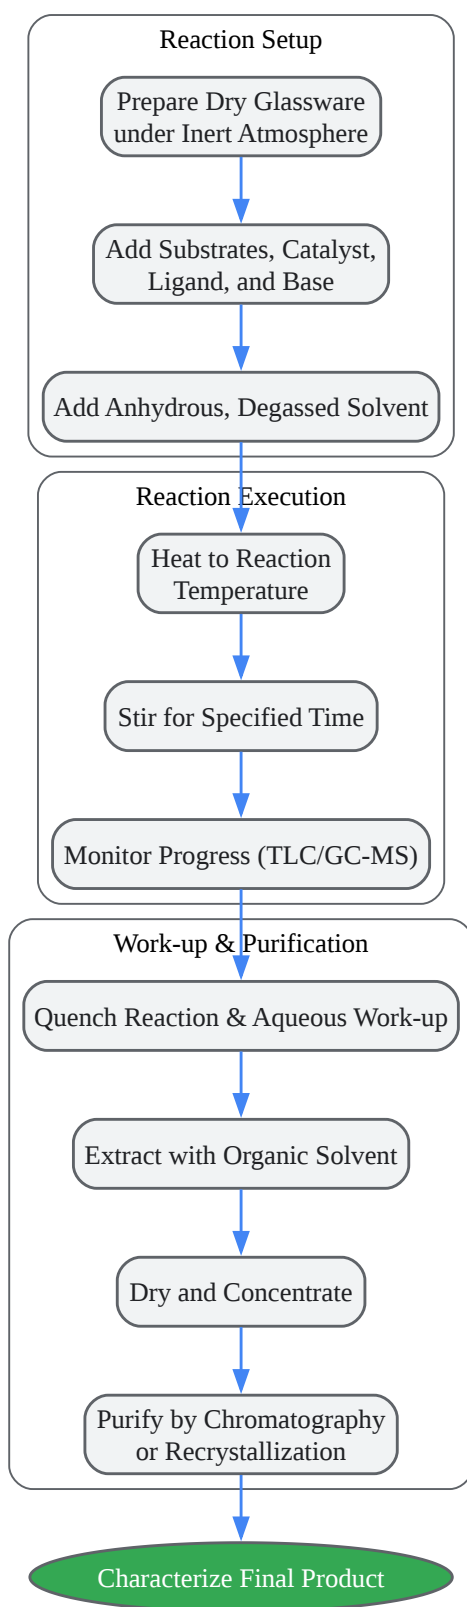 Reaction Setup
Prepare Dry Glassware
under Inert Atmosphere
Add Substrates, Catalyst,
Ligand, and Base
Add Anhydrous, Degassed Solvent
Reaction Execution
Heat to Reaction
Temperature
Stir for Specified Time
Monitor Progress (TLC/GC-MS)
Work-up & Purification
Quench Reaction & Aqueous Work-up
Extract with Organic Solvent
Dry and Concentrate
Purify by Chromatography
or Recrystallization
Characterize Final Product